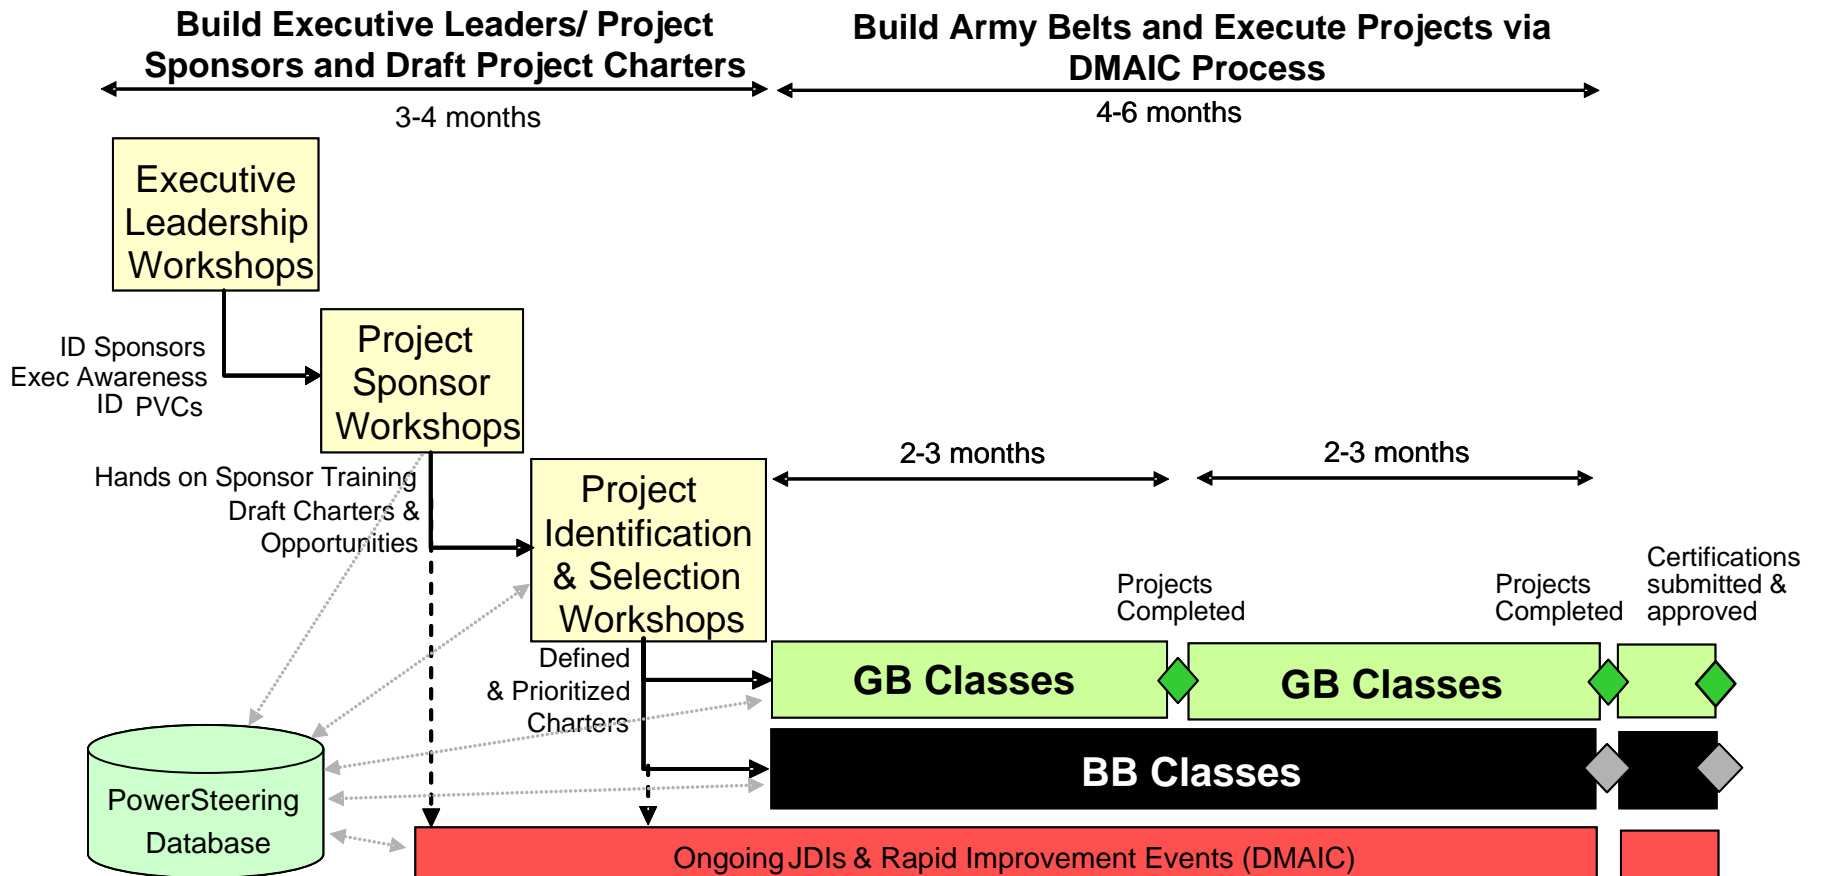 Build Executive Leaders/ Project
Sponsors and Draft Project Charters
3-4 months
Build Army Belts and Execute Projects via
DMAIC Process
4-6 months
Executive
Leadership
Workshops
ID Sponsors
Exec Awareness
ID PVCs
Project
Sponsor
Workshops
Hands on Sponsor Training
Draft Charters &
Opportunities
Project
Identification
& Selection
Workshops
Defined
& Prioritized
Charters
2-3 months
2-3 months
Projects
Completed
Projects
Completed
Certifications
submitted &
approved
GB Classes
GB Classes
BB Classes
PowerSteering
Database
Ongoing JDIs & Rapid Improvement Events (DMAIC)